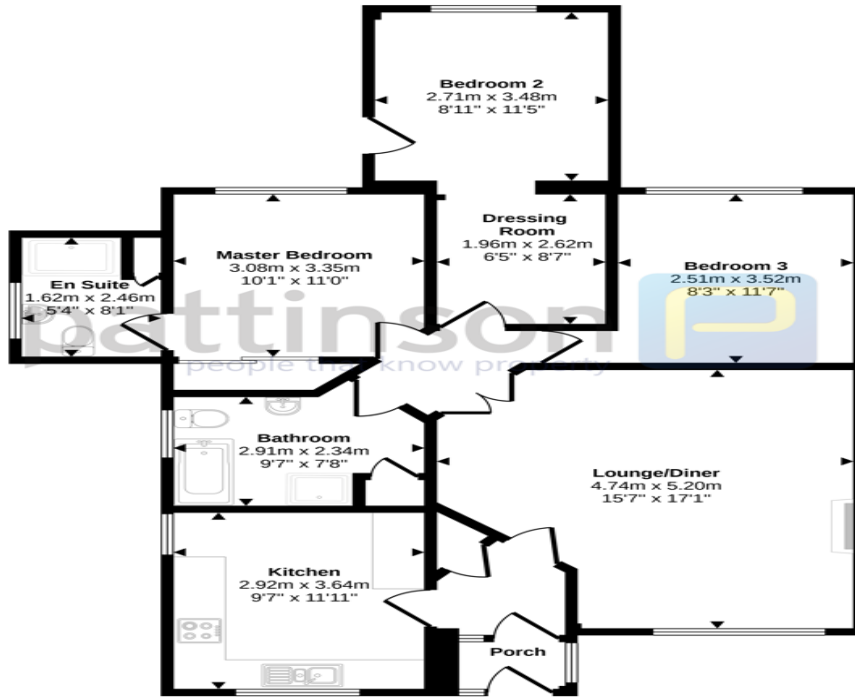 Bedroom 2
2.71m x 3.48m
8'11" x 11'5"
Dressing
Room
1.96m x 2.62m
6'5" x 8'7"
Master Bedroom
3.08m x 3.35m
10'1" x 11'0"
Bedroom 3
2.51m x 3.52m
8'3" x 11'7"
En Suite
1.62m x 2.46m
5'4" x 8'1"
pattinson
people that know property
Bathroom
2.91m x 2.34m
9'7" x 7'8"
Lounge/Diner
4.74m x 5.20m
15'7" x 17'1"
Kitchen
2.92m x 3.64m
9'7" x 11'11"
Porch